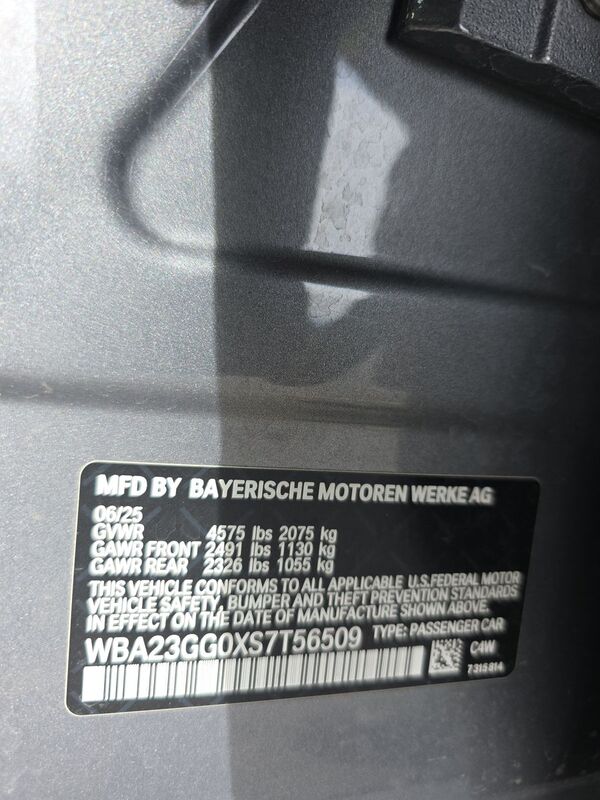 MFD BY BAYERISCHE MOTOREN WERKE AG
06/25
GVWR 4575 lbs 2075 kg
GAWR FRONT 2491 lbs 1130 kg
GAWR REAR 2326 lbs 1055 kg
THIS VEHICLE CONFORMS TO ALL APPLICABLE U.S. FEDERAL MOTOR
VEHICLE SAFETY, BUMPER AND THEFT PREVENTION STANDARDS
IN EFFECT ON THE DATE OF MANUFACTURE SHOWN ABOVE.
WBA23GG0XS7T56509 TYPE: PASSENGER CAR
C4W
7315814